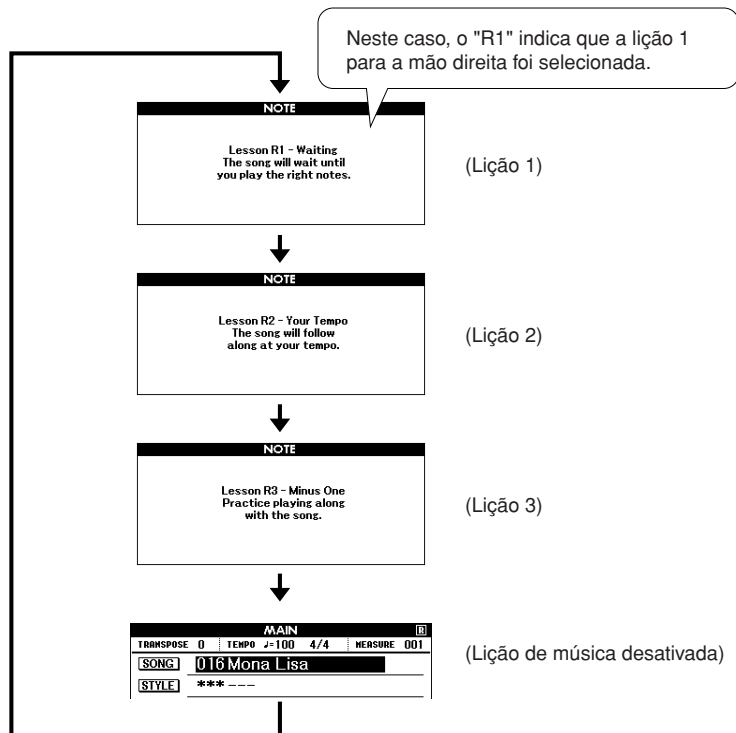 Neste caso, o "R1" indica que a lição 1
para a mão direita foi selecionada.
NOTE
Lesson R1 - Waiting
The song will wait until
you play the right notes.
(Lição 1)
NOTE
Lesson R2 - Your Tempo
The song will follow
along at your tempo.
(Lição 2)
NOTE
Lesson R3 - Minus One
Practice playing along
with the song.
(Lição 3)
MAIN R
TRANSPOSE 0 TEMPO ♩=100 4/4 MEASURE 001
SONG 016 Mona Lisa
STYLE ***---
(Lição de música desativada)